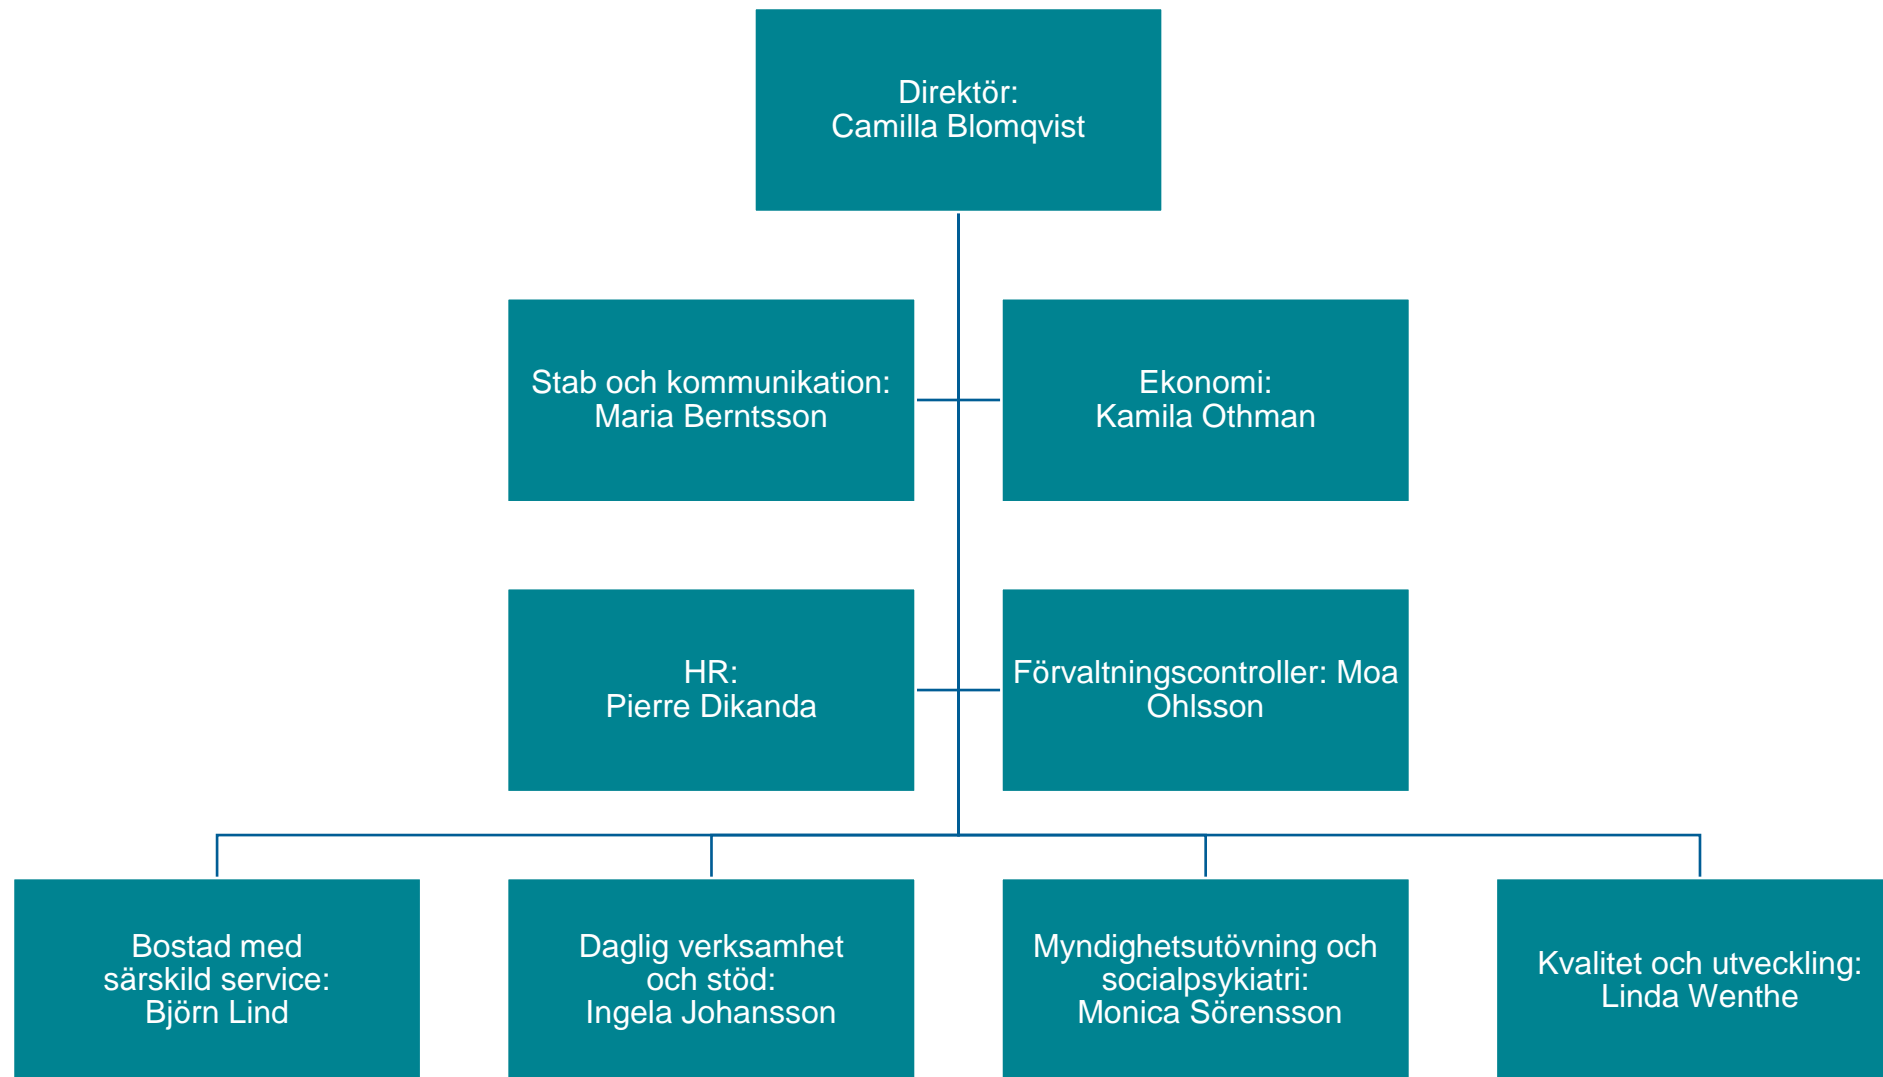 Direktör:
Camilla Blomqvist
Stab och kommunikation:
Maria Berntsson
Ekonomi:
Kamila Othman
HR:
Pierre Dikanda
Förvaltningscontroller: Moa
Ohlsson
Bostad med
särskild service:
Björn Lind
Daglig verksamhet
och stöd:
Ingela Johansson
Myndighetsutövning och
socialpsykiatri:
Monica Sörensson
Kvalitet och utveckling:
Linda Wenthe